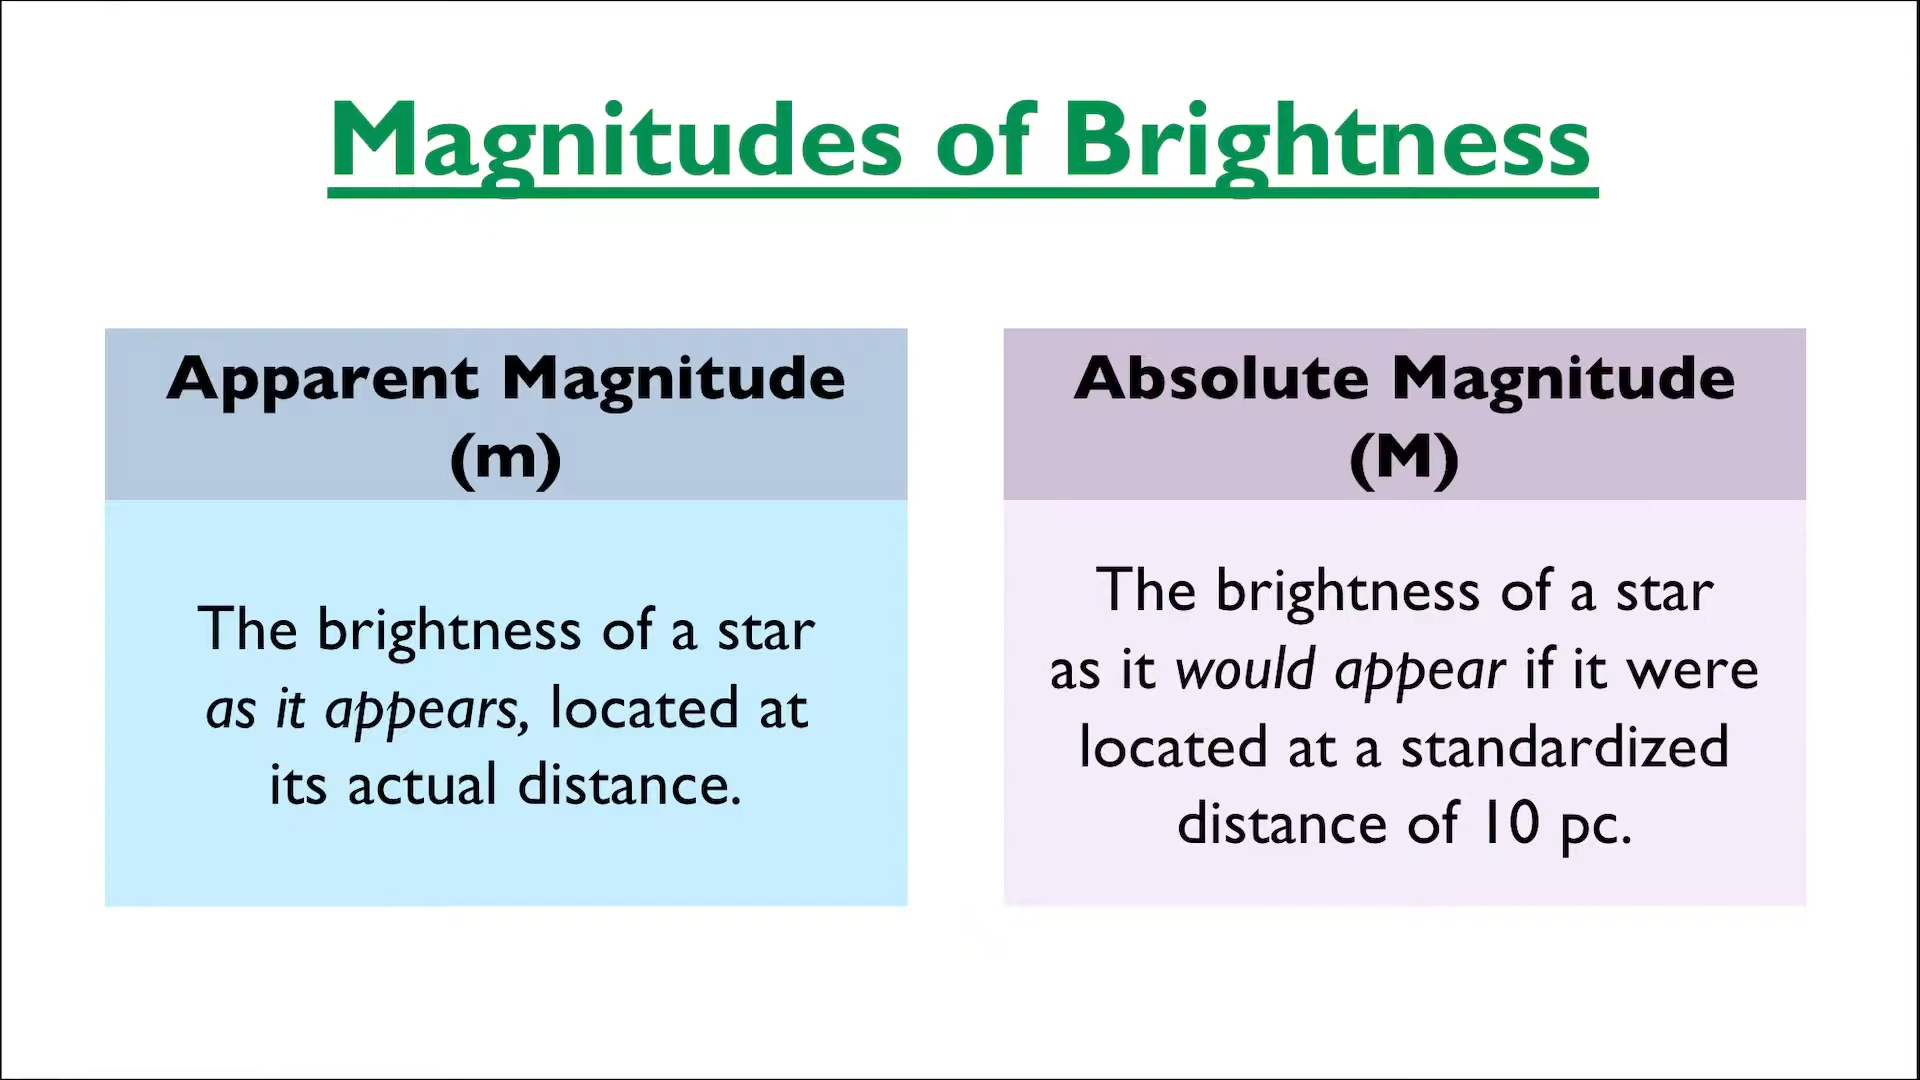 Magnitudes of Brightness
Apparent Magnitude
(m)
The brightness of a star
as it appears, located at
its actual distance.
Absolute Magnitude
(M)
The brightness of a star
as it would appear if it were
located at a standardized
distance of 10 pc.